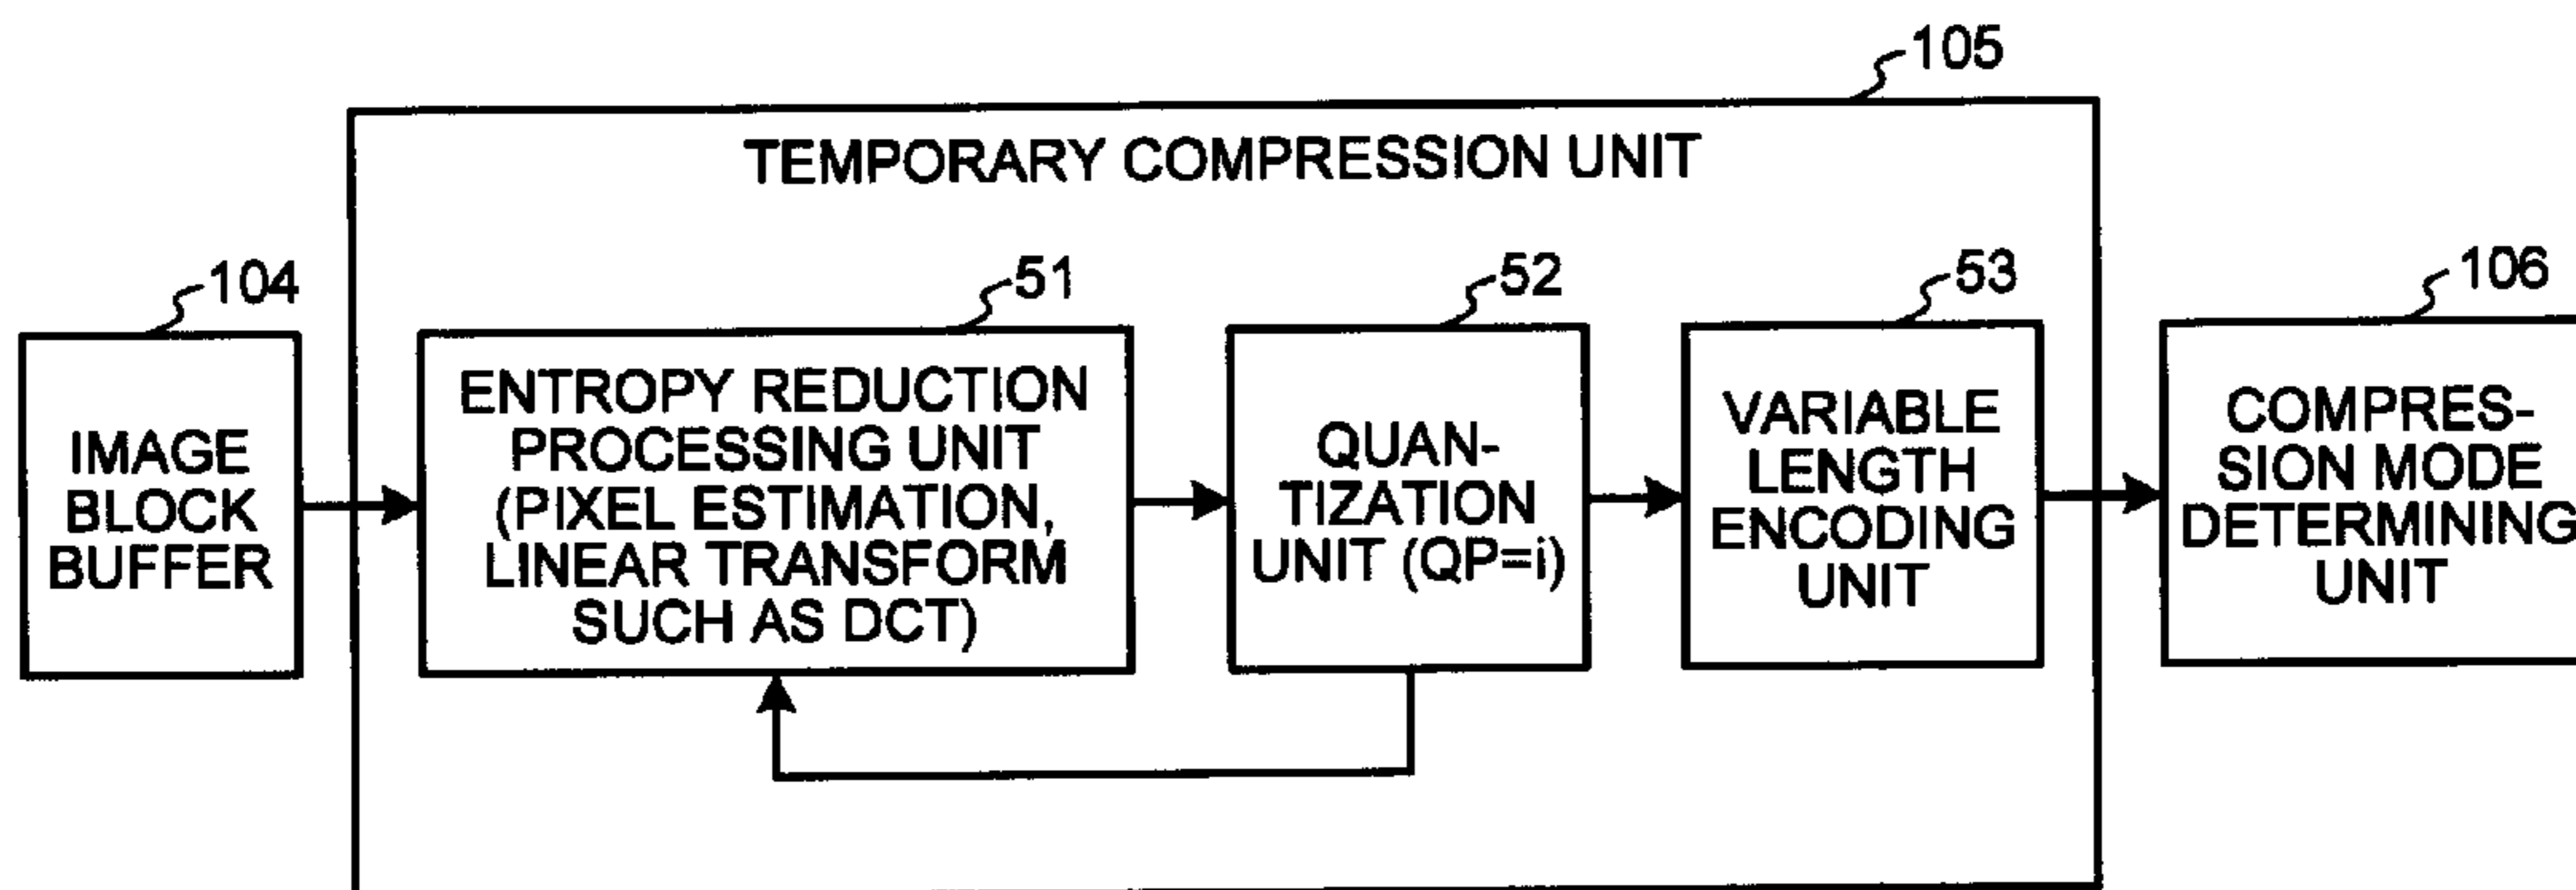 105
TEMPORARY COMPRESSION UNIT
104
51
52
53
106
IMAGE
BLOCK
BUFFER
ENTROPY REDUCTION
PROCESSING UNIT
(PIXEL ESTIMATION,
LINEAR TRANSFORM
SUCH AS DCT)
QUAN-
TIZATION
UNIT (QP=i)
VARIABLE
LENGTH
ENCODING
UNIT
COMPRES-
SION MODE
DETERMINING
UNIT